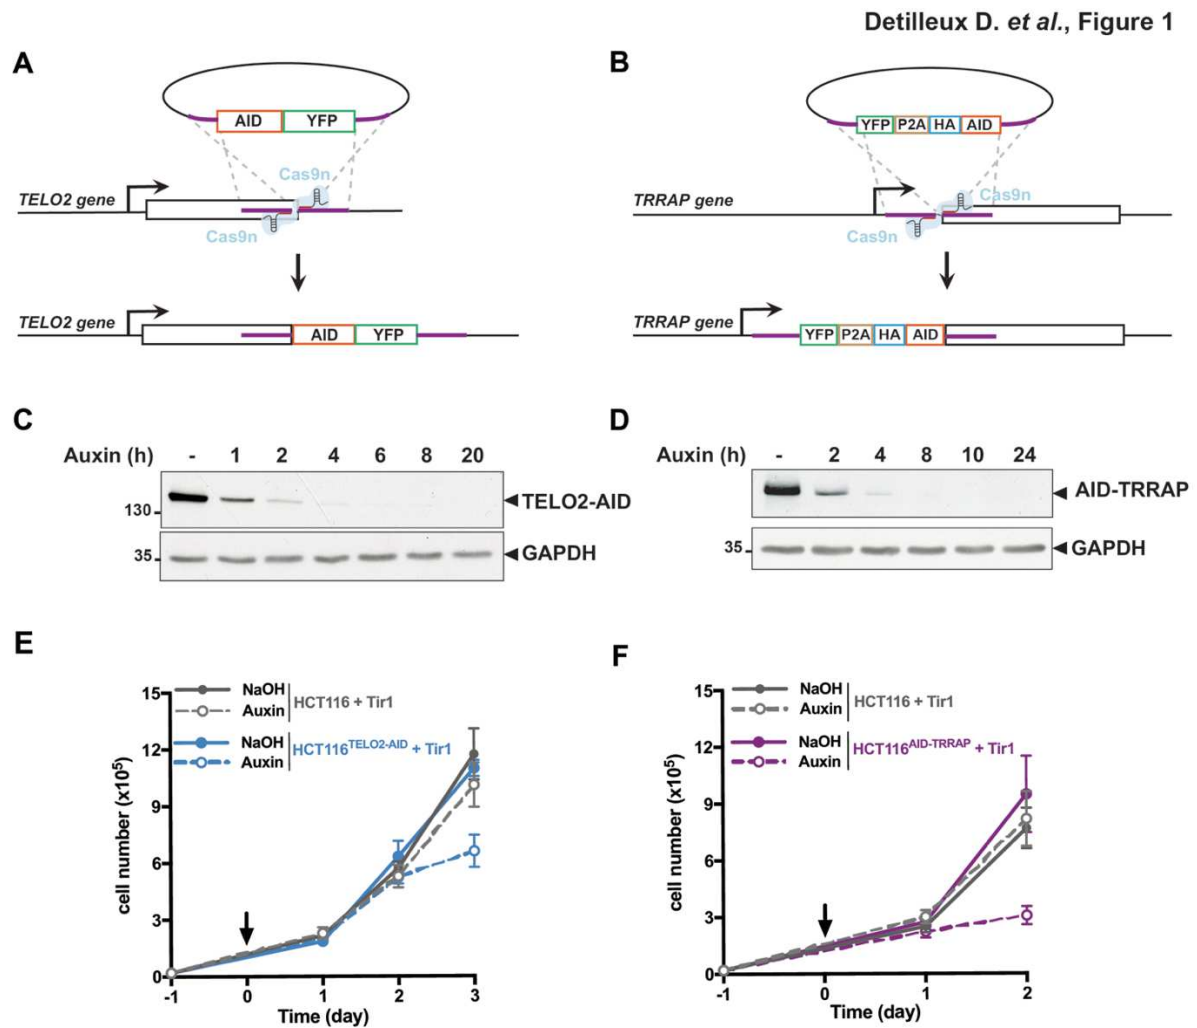 Detilleux D. et al., Figure 1
A
AID YFP
Cas9n
TELO2 gene
Cas9n
TELO2 gene
AID YFP
B
YFP P2A HA AID
Cas9n
TRRAP gene
Cas9n
TRRAP gene
YFP P2A HA AID
C
Auxin (h) - 1 2 4 6 8 20
TELO2-AID
130
35
GAPDH
D
Auxin (h) - 2 4 8 10 24
AID-TRRAP
35
GAPDH
E
NaOH
Auxin
HCT116 + Tir1
NaOH
Auxin
HCT116TELO2-AID + Tir1
cell number (x10⁵)
15
12
9
6
3
0
-1 0 1 2 3
Time (day)
F
NaOH
Auxin
HCT116 + Tir1
NaOH
Auxin
HCT116AID-TRRAP + Tir1
cell number (x10⁵)
15
12
9
6
3
0
-1 0 1 2
Time (day)